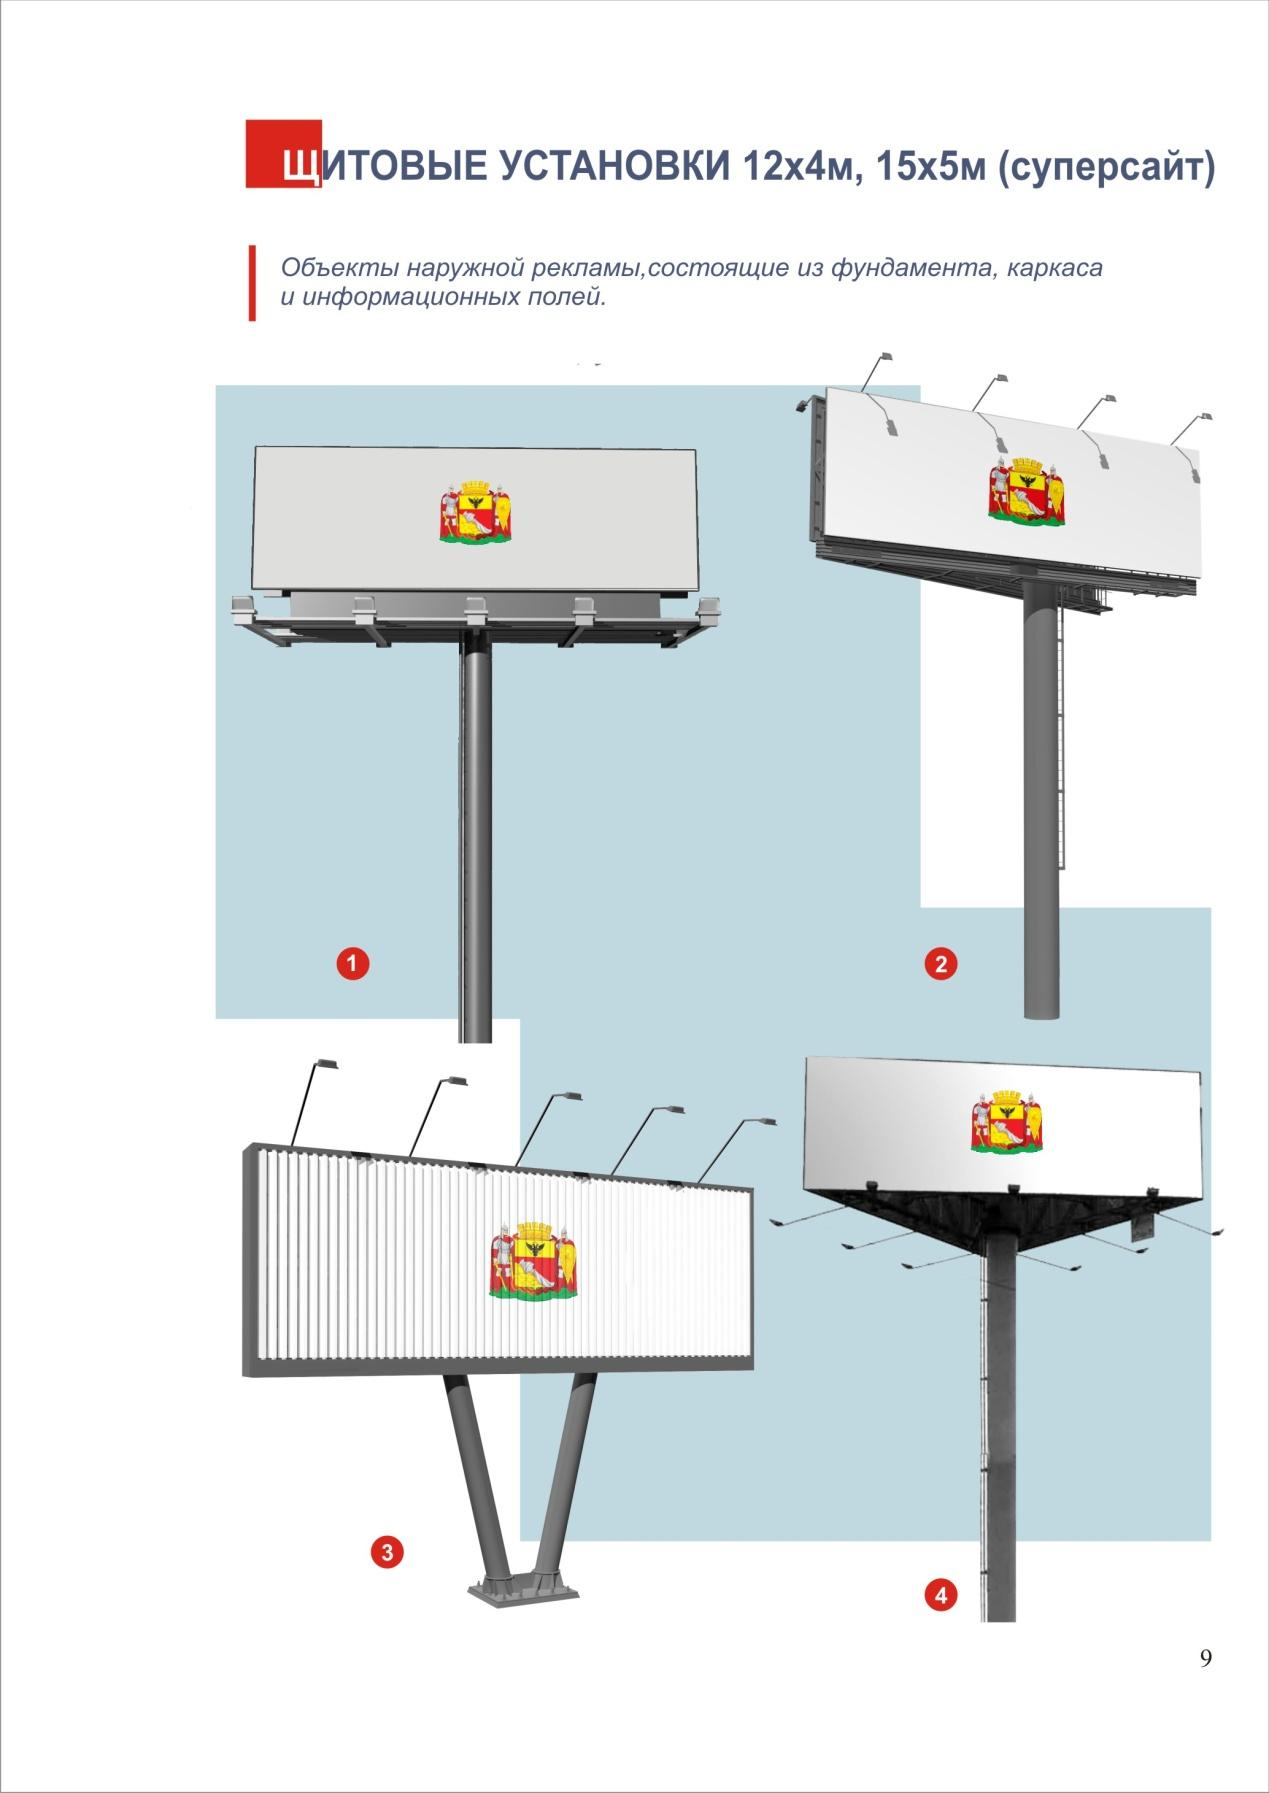 ЩИТОВЫЕ УСТАНОВКИ 12х4м, 15х5м (суперсайт)
Объекты наружной рекламы,состоящие из фундамента, каркаса
и информационных полей.
1
2
3
4
9